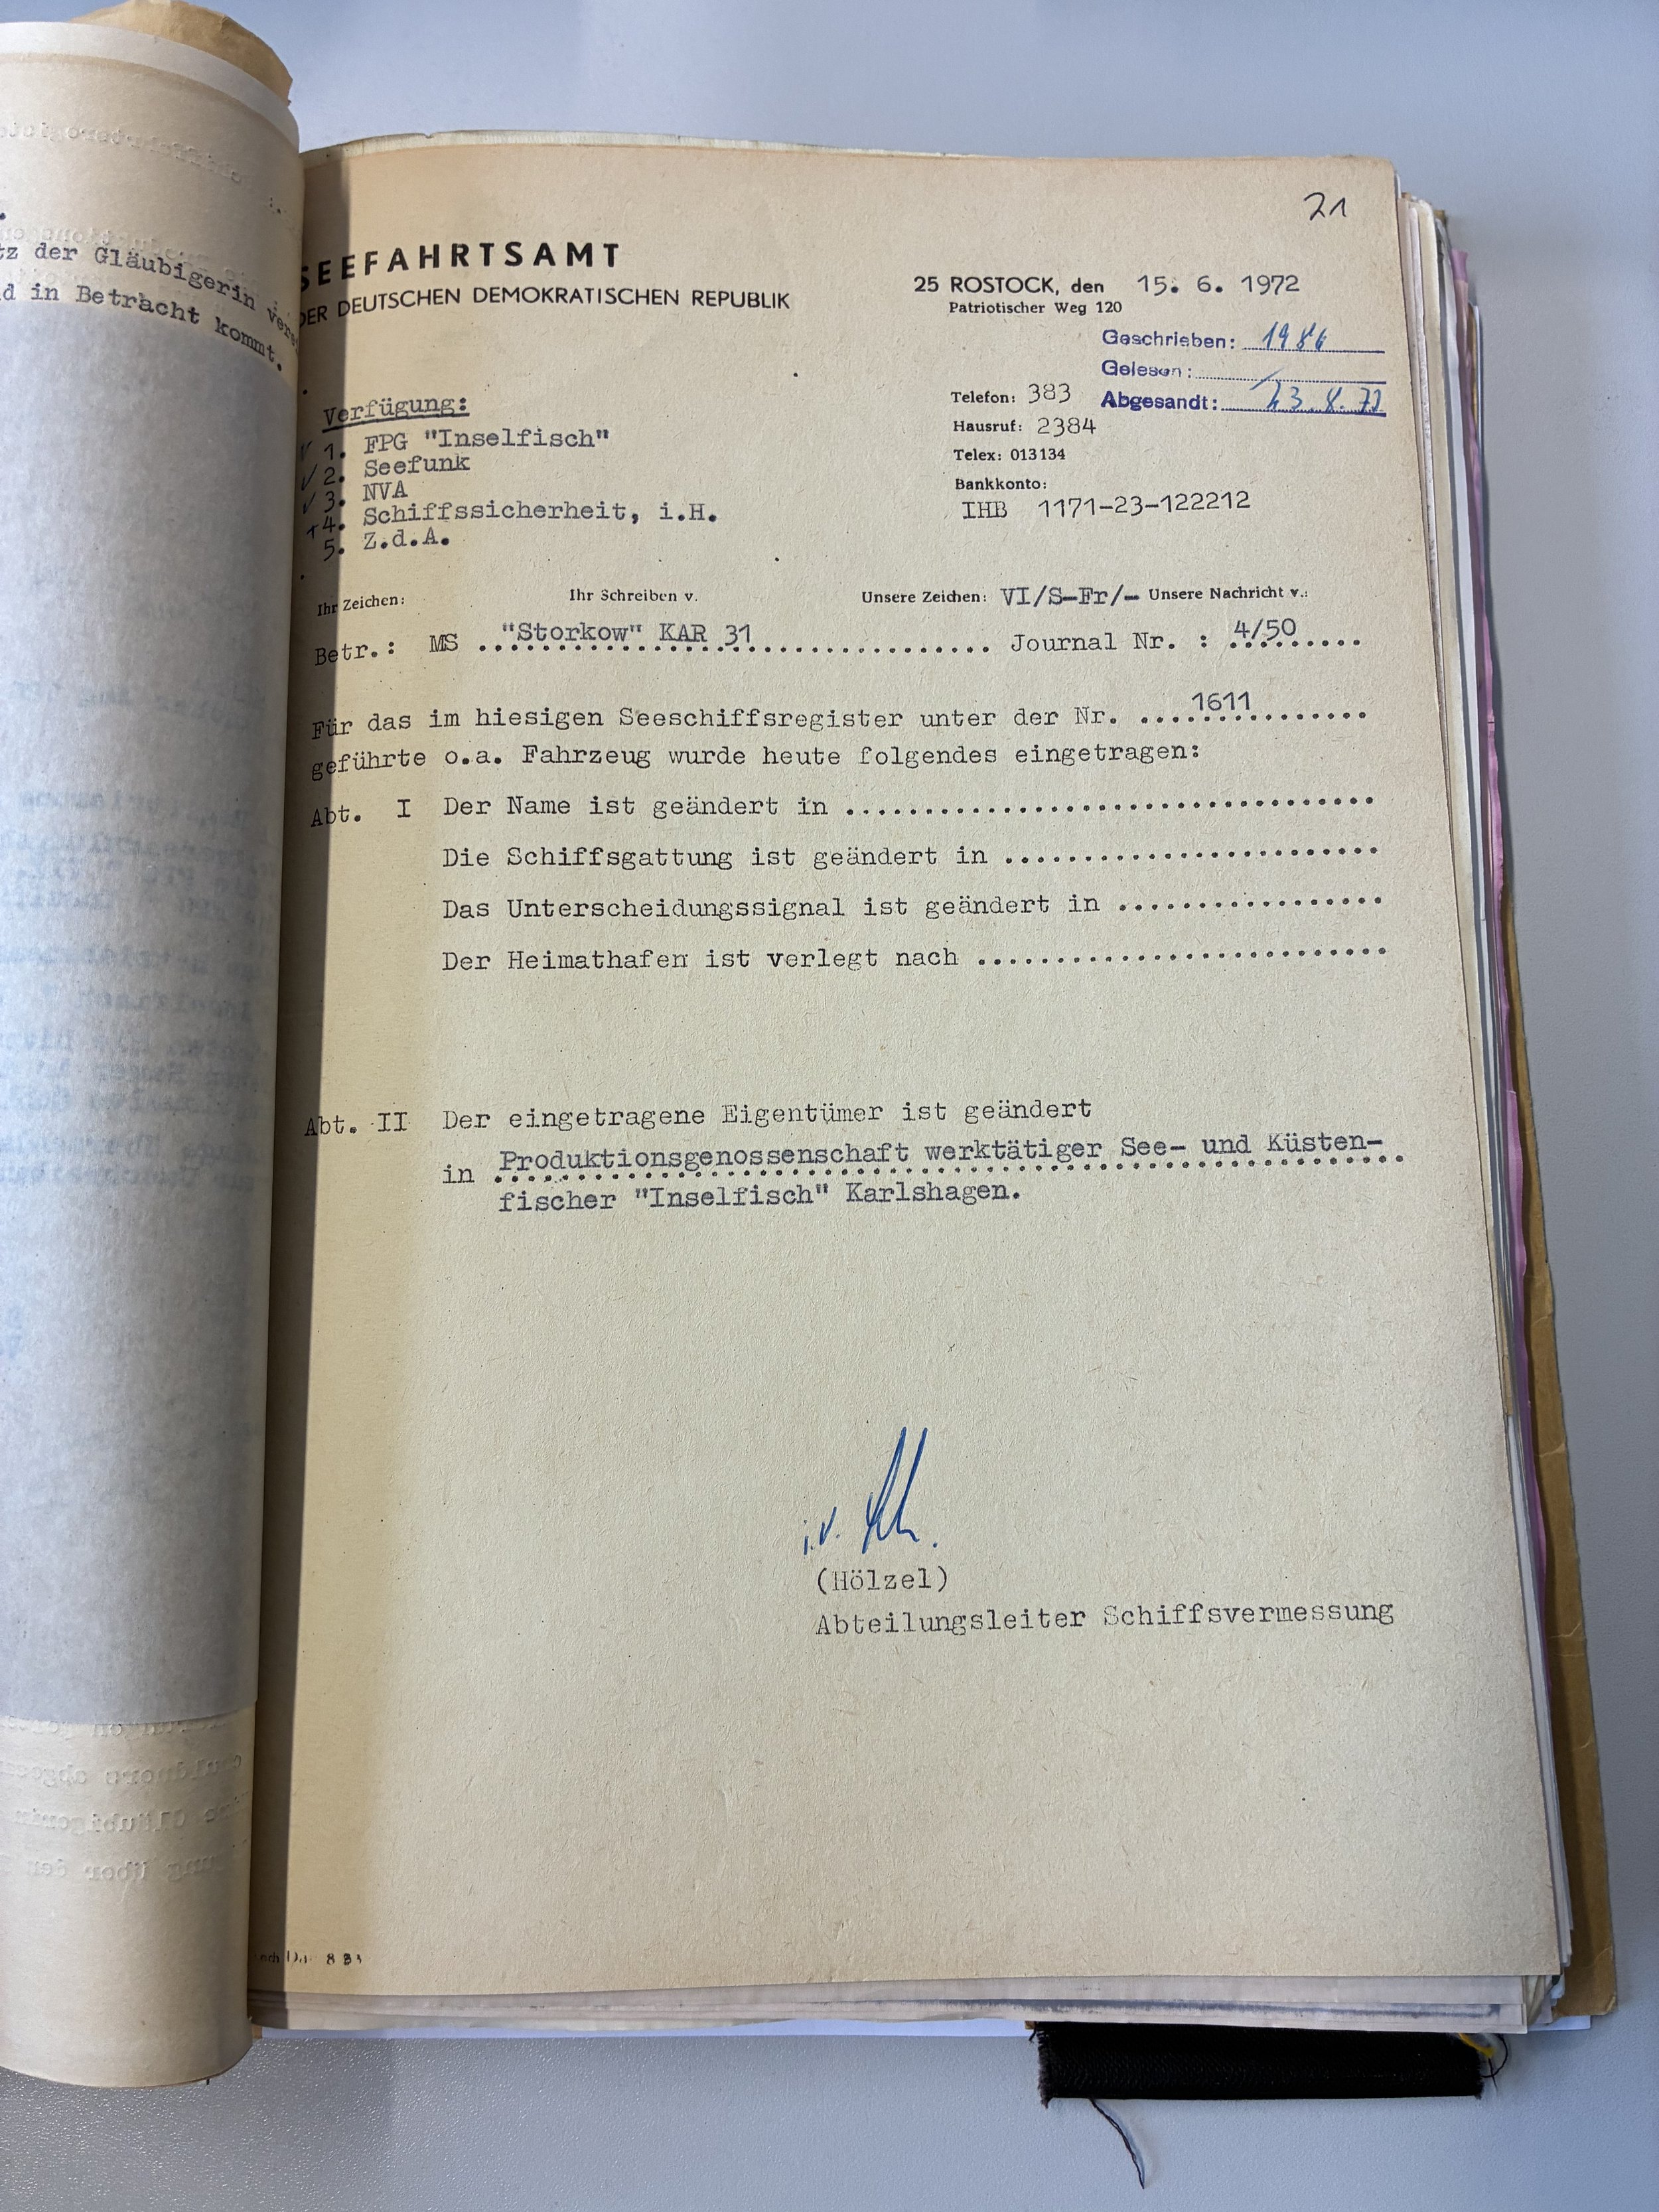 tz der Gläubigerin
d in Betracht kommt.
21
SEEFAHRTSAMT
DER DEUTSCHEN DEMOKRATISCHEN REPUBLIK
25 ROSTOCK, den 15. 6. 1972
Patriotischer Weg 120
Geschrieben:
Gelesen:
Abgesandt:
Telefon: 383
Hausruf: 2384
Telex: 013134
Bankkonto:
IHB 1171-23-122212
Verfügung:
1. FPG "Inselfisch"
2. Seefunk
3. NVA
4. Schiffssicherheit, i.H.
5. Z.d.A.
Ihr Zeichen: Ihr Schreiben v. Unsere Zeichen: VI/S-Fr/- Unsere Nachricht v.:
Betr.: MS "Storkow" KAR 31 Journal Nr. : 4/50
Für das im hiesigen Seeschiffsregister unter der Nr. 1611
geführte o.a. Fahrzeug wurde heute folgendes eingetragen:
Abt. I Der Name ist geändert in ................................
Die Schiffsgattung ist geändert in .......................
Das Unterscheidungssignal ist geändert in ................
Der Heimathafen ist verlegt nach .........................
Abt. II Der eingetragene Eigentümer ist geändert
in Produktionsgenossenschaft werktätiger See- und Küsten-
fischer "Inselfisch" Karlshagen.
i.V.
(Hölzel)
Abteilungsleiter Schiffsvermessung